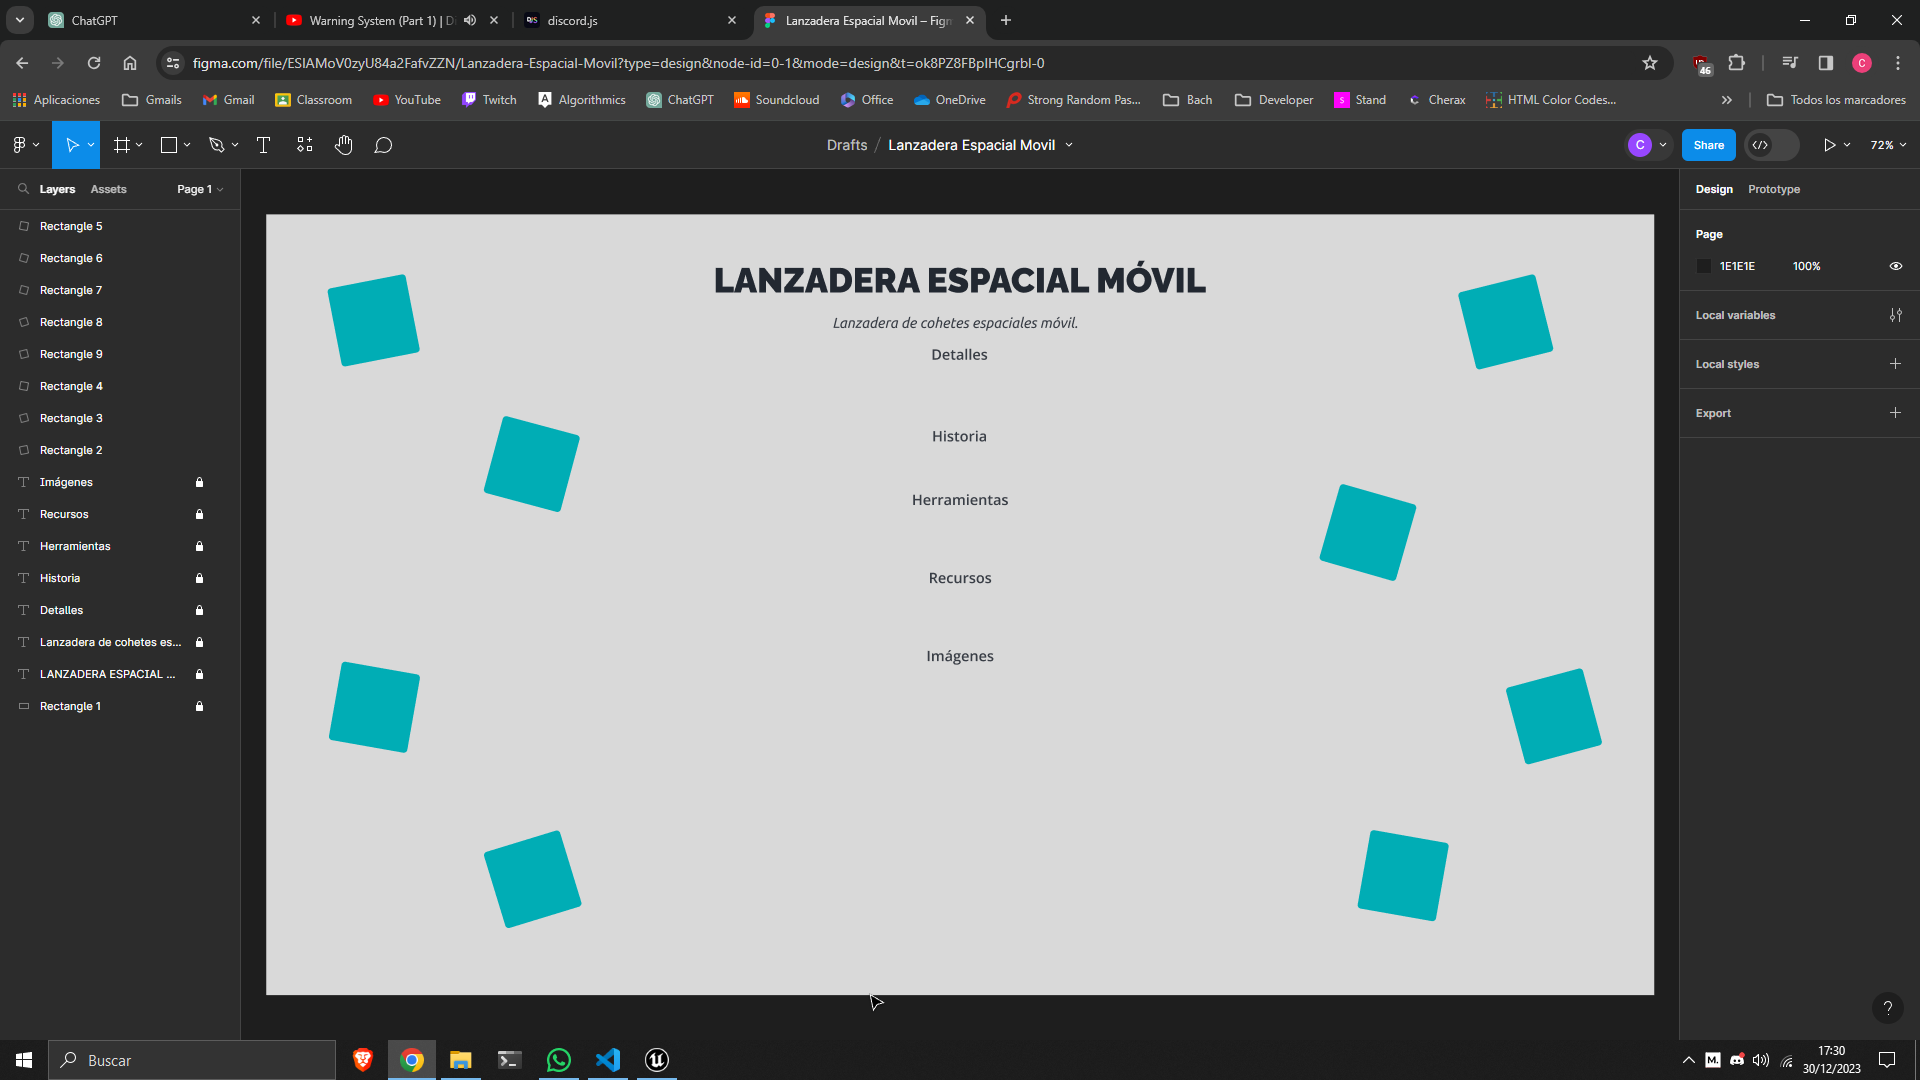 ChatGPT
Warning System (Part 1) | Di
discord.js
Lanzadera Espacial Movil – Figm
figma.com/file/ESIAMoV0zyU84a2FafvZZN/Lanzadera-Espacial-Movil?type=design&node-id=0-1&mode=design&t=ok8PZ8FBpIHCgrbl-0
46
C
Aplicaciones
Gmails
Gmail
Classroom
YouTube
Twitch
Algorithmics
ChatGPT
Soundcloud
Office
OneDrive
Strong Random Pas...
Bach
Developer
Stand
Cherax
HTML Color Codes...
Todos los marcadores
Drafts / Lanzadera Espacial Movil
C
Share
72%
Layers
Assets
Page 1
Rectangle 5
Rectangle 6
Rectangle 7
Rectangle 8
Rectangle 9
Rectangle 4
Rectangle 3
Rectangle 2
Imágenes
Recursos
Herramientas
Historia
Detalles
Lanzadera de cohetes es...
LANZADERA ESPACIAL ...
Rectangle 1
LANZADERA ESPACIAL MÓVIL
Lanzadera de cohetes espaciales móvil.
Detalles
Historia
Herramientas
Recursos
Imágenes
Design
Prototype
Page
1E1E1E
100%
Local variables
Local styles
Export
?
Buscar
17:30
30/12/2023